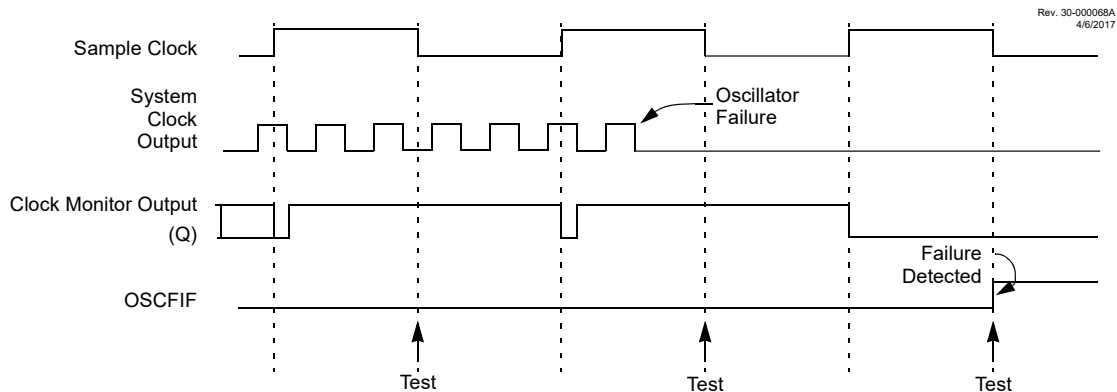 Rev. 30-000068A
4/6/2017
Sample Clock
System
Clock
Output
Oscillator
Failure
Clock Monitor Output
(Q)
Failure
Detected
OSCFIF
Test
Test
Test